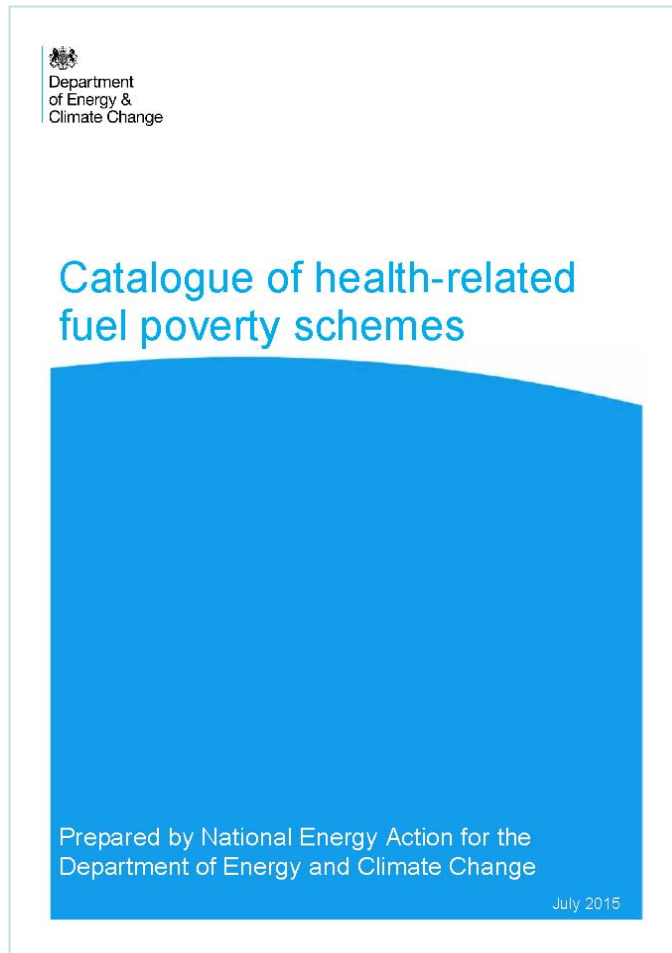 Department
of Energy &
Climate Change
Catalogue of health-related
fuel poverty schemes
Prepared by National Energy Action for the
Department of Energy and Climate Change
July 2015